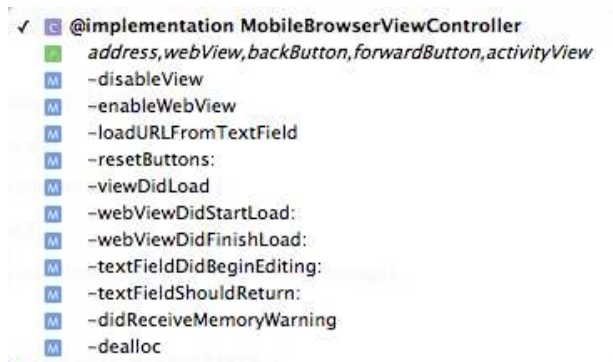 ✓ C @implementation MobileBrowserViewController
P address,webView,backButton,forwardButton,activityView
M -disableView
M -enableWebView
M -loadURLFromTextField
M -resetButtons:
M -viewDidLoad
M -webViewDidStartLoad:
M -webViewDidFinishLoad:
M -textFieldDidBeginEditing:
M -textFieldShouldReturn:
M -didReceiveMemoryWarning
M -dealloc